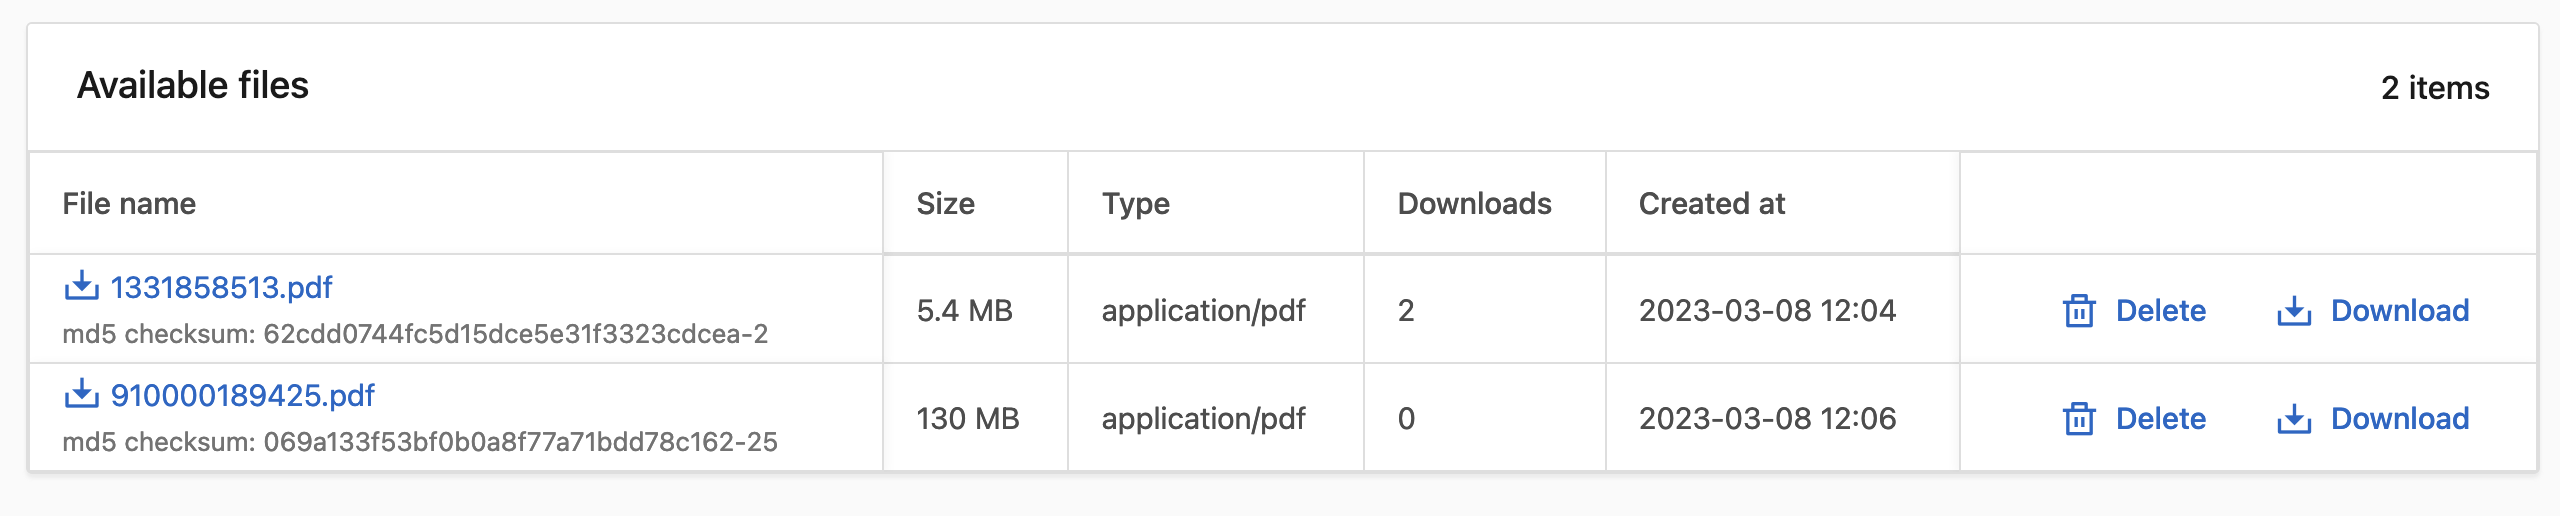 Available files
2 items
File name Size Type Downloads Created at
1331858513.pdf
md5 checksum: 62cdd0744fc5d15dce5e31f3323cdcea-2
5.4 MB application/pdf 2 2023-03-08 12:04 Delete Download
910000189425.pdf
md5 checksum: 069a133f53bf0b0a8f77a71bdd78c162-25
130 MB application/pdf 0 2023-03-08 12:06 Delete Download